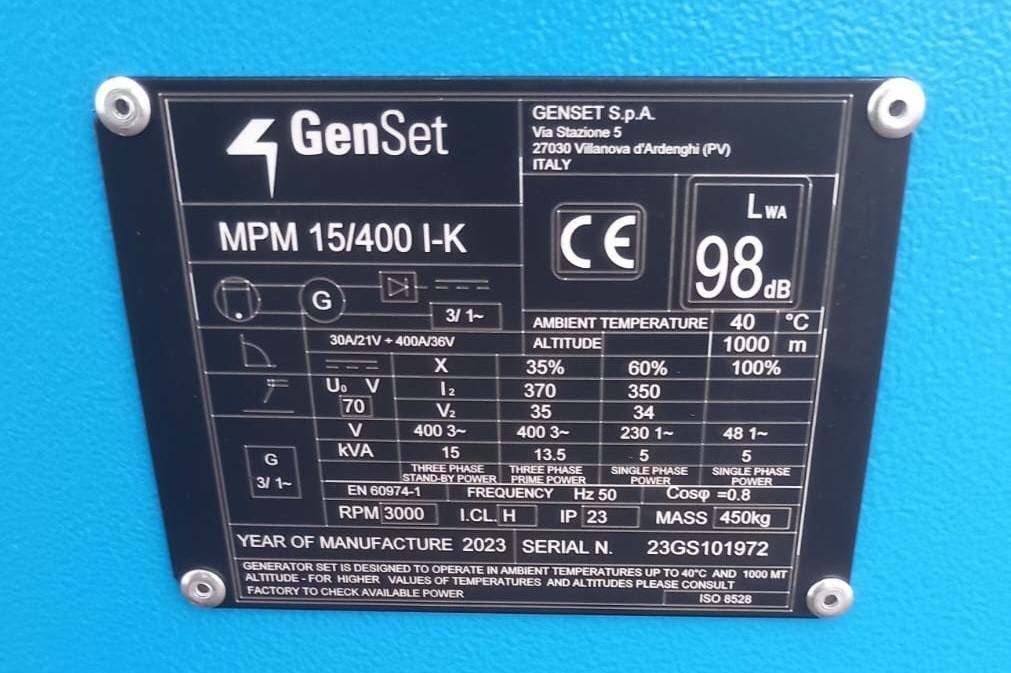 GenSet
GENSET S.p.A.
Via Stazione 5
27030 Villanova d'Ardenghi (PV)
ITALY
MPM 15/400 I-K
CE
LWA
98 dB
G
3/ 1~
AMBIENT TEMPERATURE 40 °C
ALTITUDE 1000 m
30A/21V ÷ 400A/36V
X 35% 60% 100%
U₀ V I₂ 370 350
70 V₂ 35 34
V 400 3~ 400 3~ 230 1~ 48 1~
kVA 15 13.5 5 5
G
3/ 1~
THREE PHASE STAND-BY POWER
THREE PHASE PRIME POWER
SINGLE PHASE POWER
SINGLE PHASE POWER
EN 60974-1 FREQUENCY Hz 50 Cosφ =0.8
RPM 3000 I.CL. H IP 23 MASS 450kg
YEAR OF MANUFACTURE 2023 SERIAL N. 23GS101972
GENERATOR SET IS DESIGNED TO OPERATE IN AMBIENT TEMPERATURES UP TO 40°C AND 1000 MT
ALTITUDE - FOR HIGHER VALUES OF TEMPERATURES AND ALTITUDES PLEASE CONSULT
FACTORY TO CHECK AVAILABLE POWER
ISO 8528